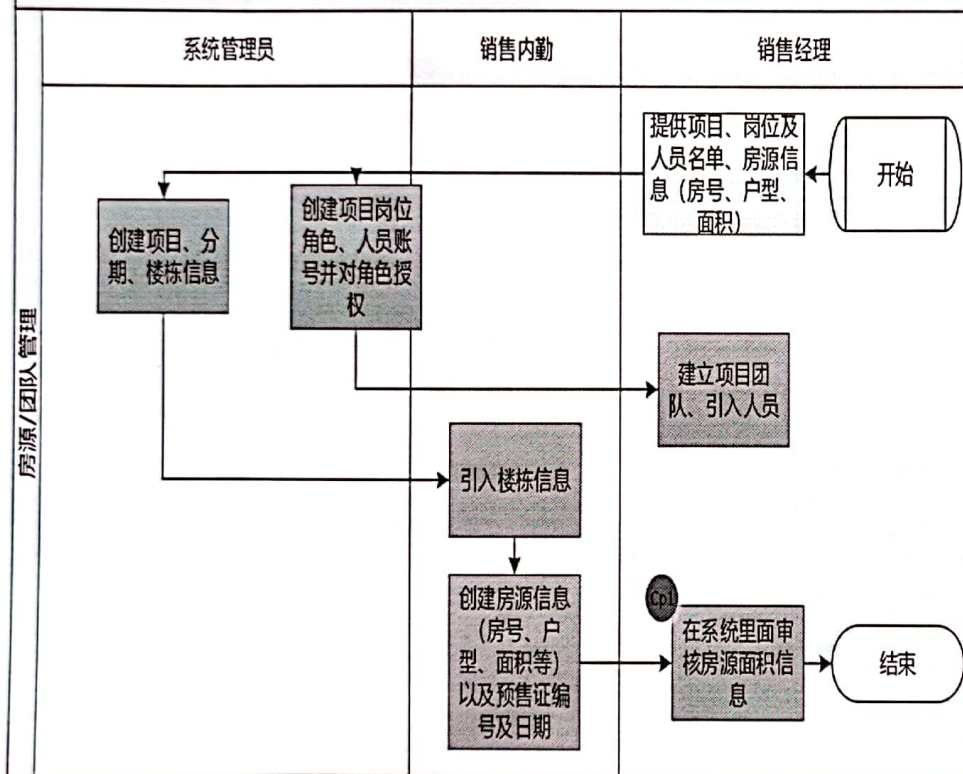 系统管理员
销售内勤
销售经理
房源/团队管理
提供项目、岗位及
人员名单、房源信
息（房号、户型、
面积）
开始
创建项目、分
期、楼栋信息
创建项目岗位
角色、人员账
号并对角色授
权
建立项目团
队、引入人员
引入楼栋信息
创建房源信息
（房号、户
型、面积等）
以及预售证编
号及日期
Cp1
在系统里面审
核房源面积信
息
结束